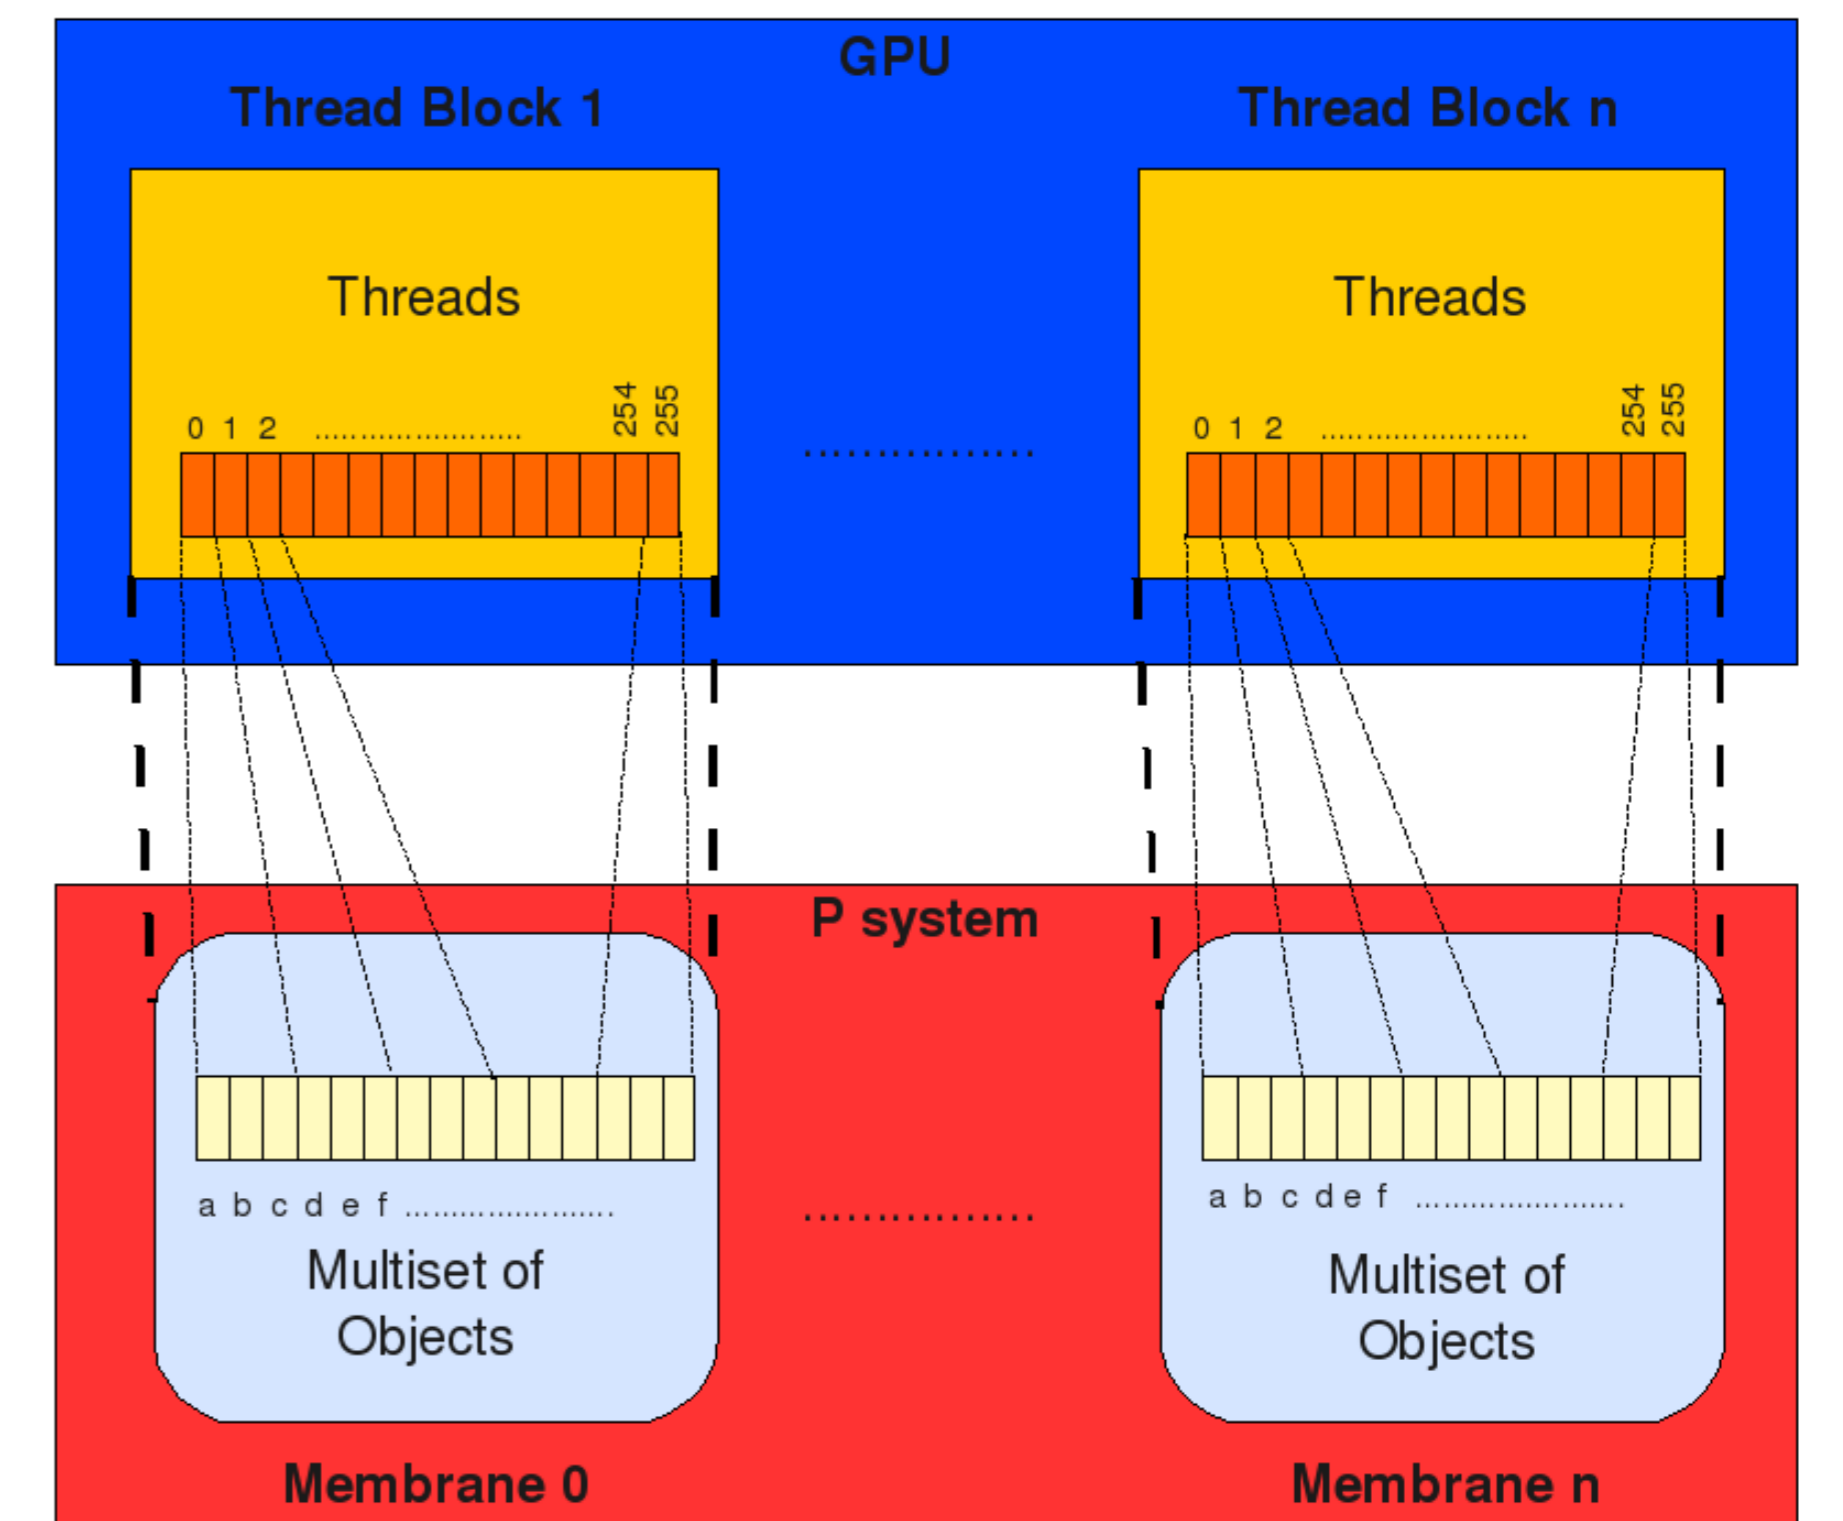 GPU
Thread Block 1
Thread Block n
Threads
Threads
0 1 2 ........................ 254 255
0 1 2 ........................ 254 255
................
P system
a b c d e f ........................
a b c d e f ........................
................
Multiset of
Objects
Multiset of
Objects
Membrane 0
Membrane n